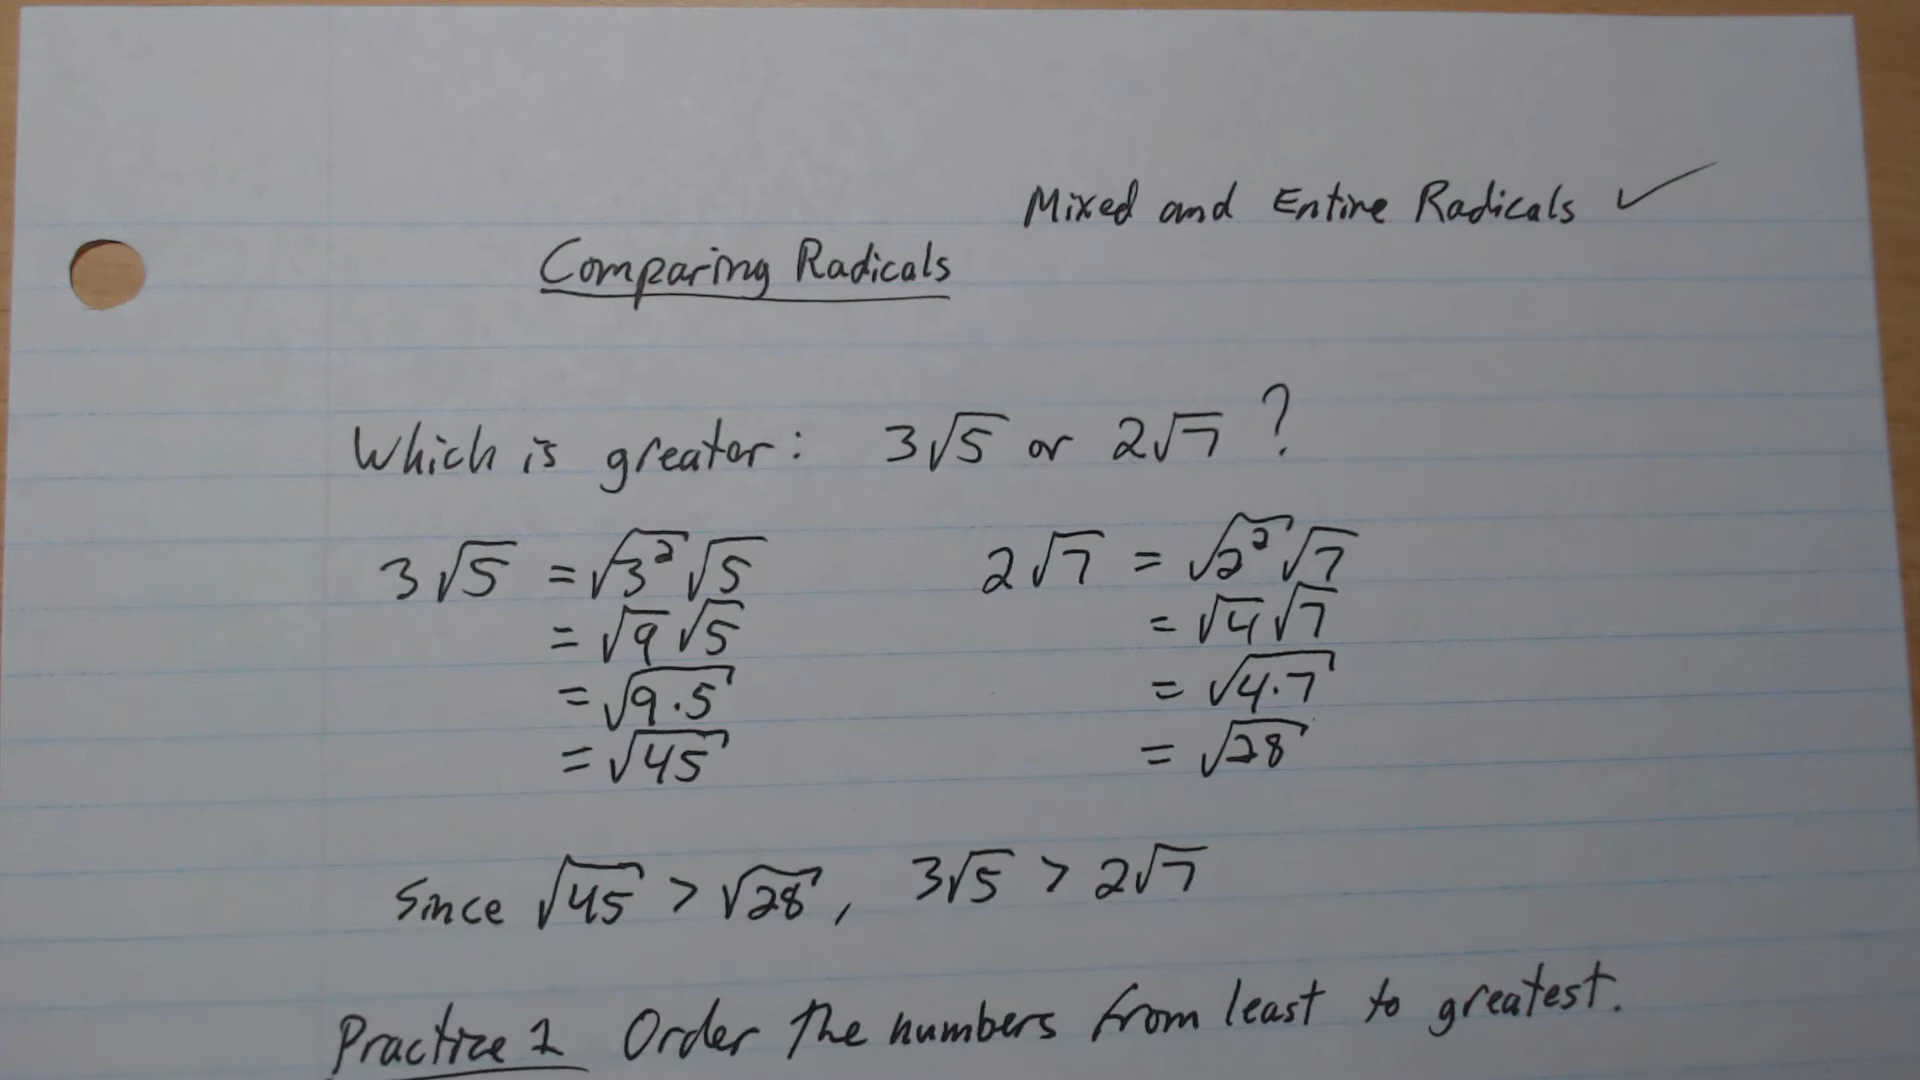 Mixed and Entire Radicals ✓
Comparing Radicals
Which is greater: 3√5 or 2√7 ?
3√5 = √3² √5    2√7 = √2² √7
= √9 √5    = √4 √7
= √9·5    = √4·7
= √45    = √28
Since √45 > √28, 3√5 > 2√7
Practice 1 Order the numbers from least to greatest.